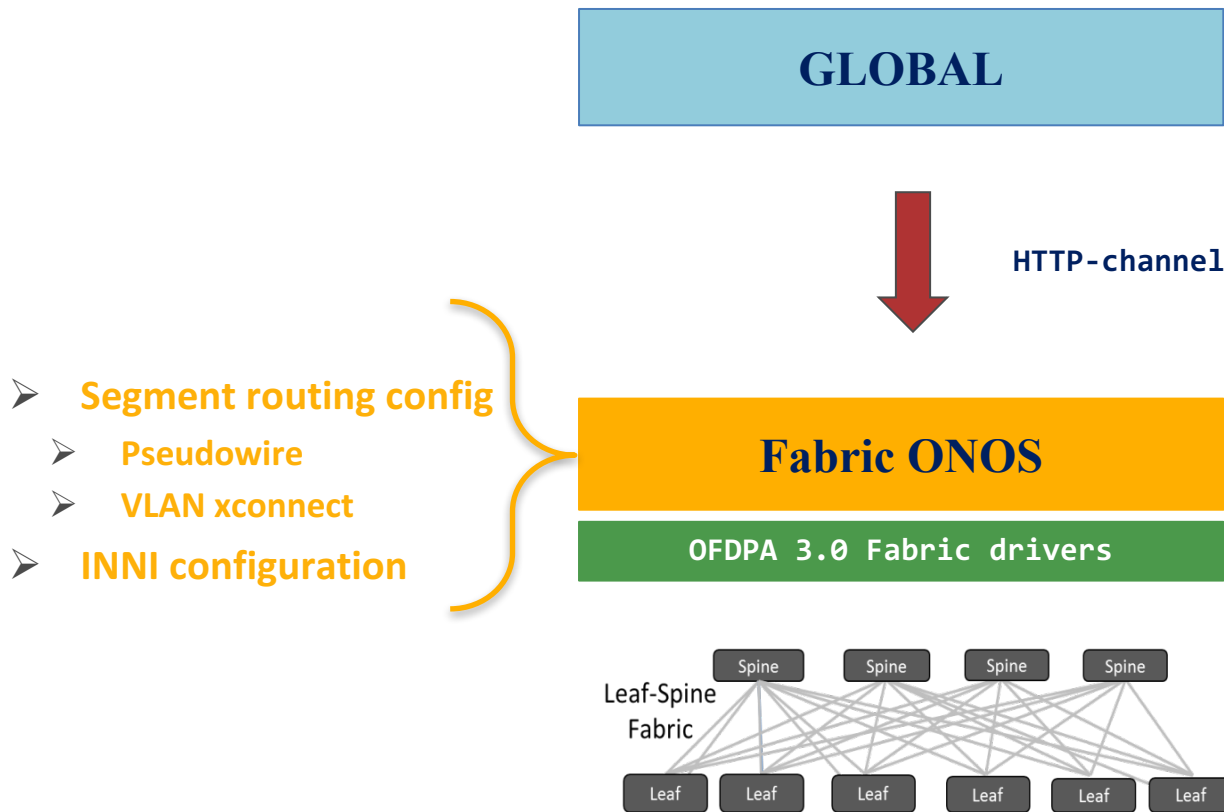 GLOBAL
HTTP-channel
Segment routing config
Pseudowire
VLAN xconnect
INNI configuration
Fabric ONOS
OFDPA 3.0 Fabric drivers
Spine Spine Spine Spine
Leaf-Spine
Fabric
Leaf Leaf Leaf Leaf Leaf Leaf